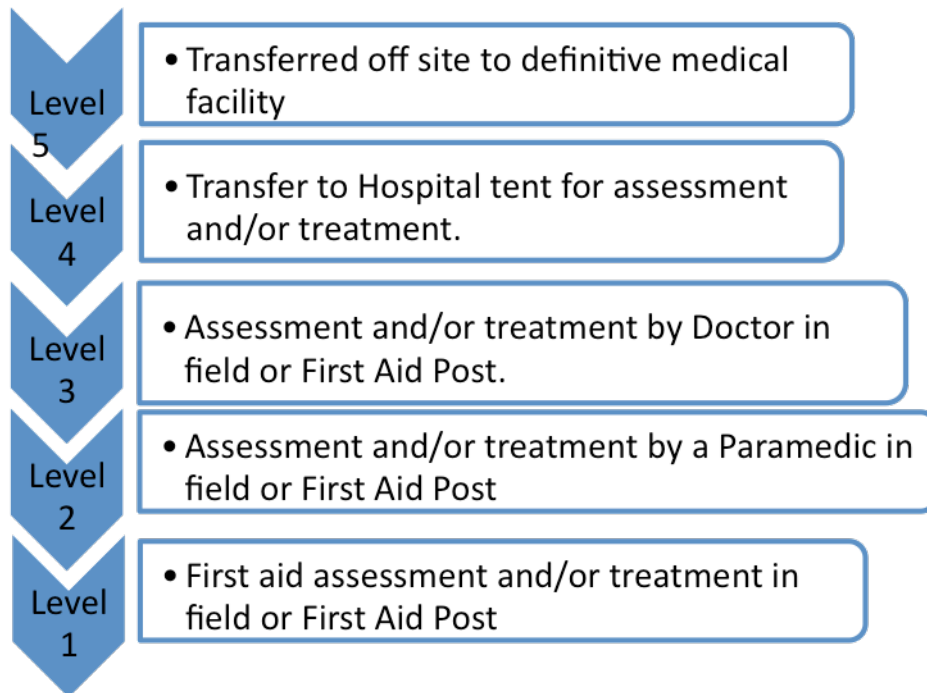 Level
5
• Transferred off site to definitive medical
facility
Level
4
• Transfer to Hospital tent for assessment
and/or treatment.
Level
3
• Assessment and/or treatment by Doctor in
field or First Aid Post.
Level
2
• Assessment and/or treatment by a Paramedic in
field or First Aid Post
Level
1
• First aid assessment and/or treatment in
field or First Aid Post